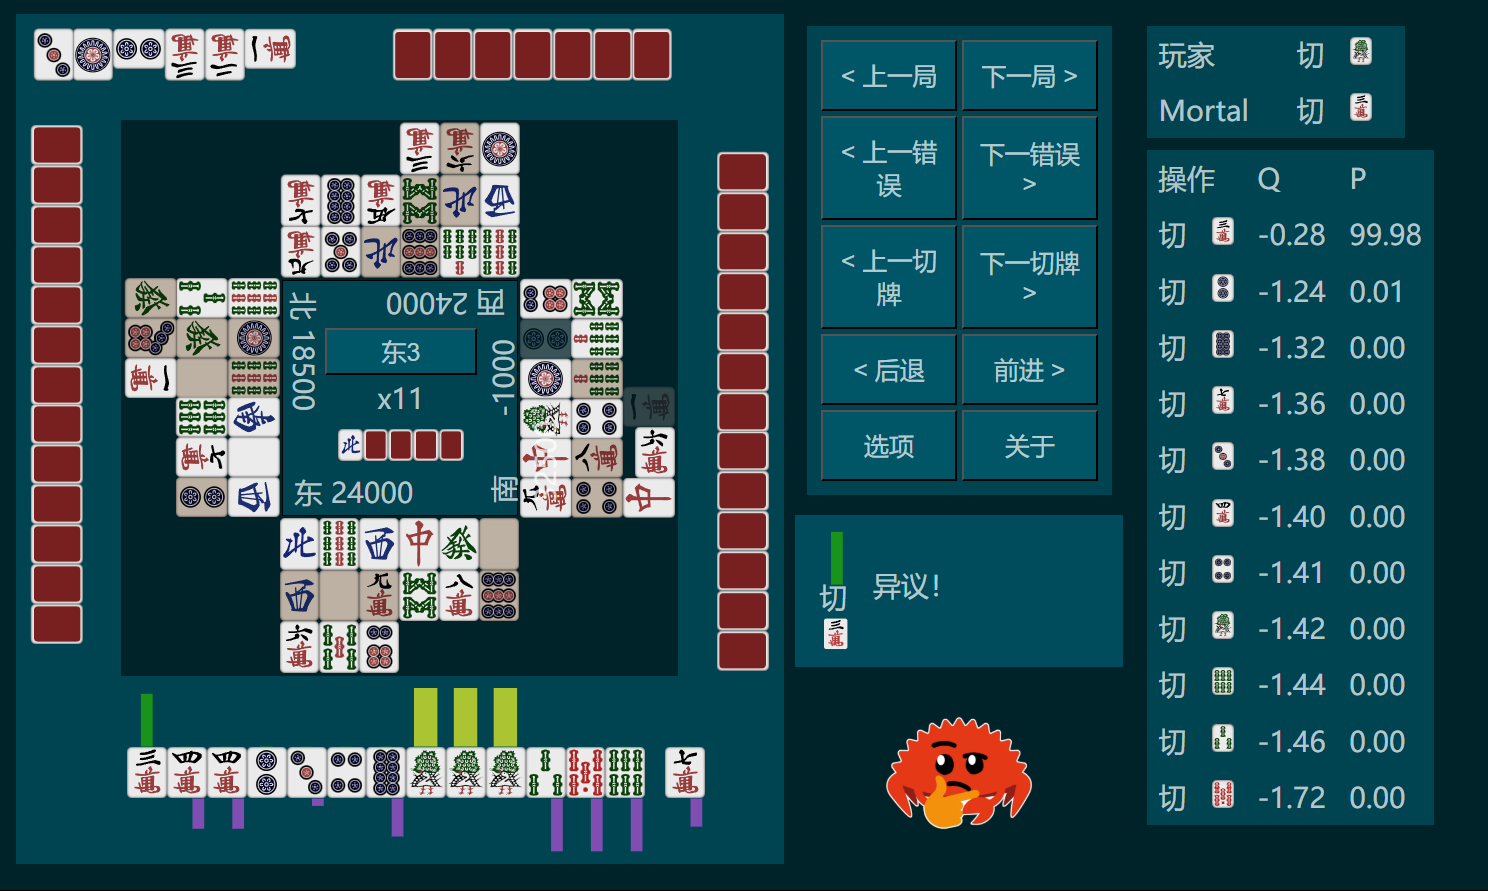 北 18500
西 24000
-1000
东3
x11
东 24000
南
< 上一局
下一局 >
< 上一错误
下一错误 >
< 上一切牌
下一切牌 >
< 后退
前进 >
选项
关于
切
异议！
玩家 切
Mortal 切
操作 Q P
切 -0.28 99.98
切 -1.24 0.01
切 -1.32 0.00
切 -1.36 0.00
切 -1.38 0.00
切 -1.40 0.00
切 -1.41 0.00
切 -1.42 0.00
切 -1.44 0.00
切 -1.46 0.00
切 -1.72 0.00